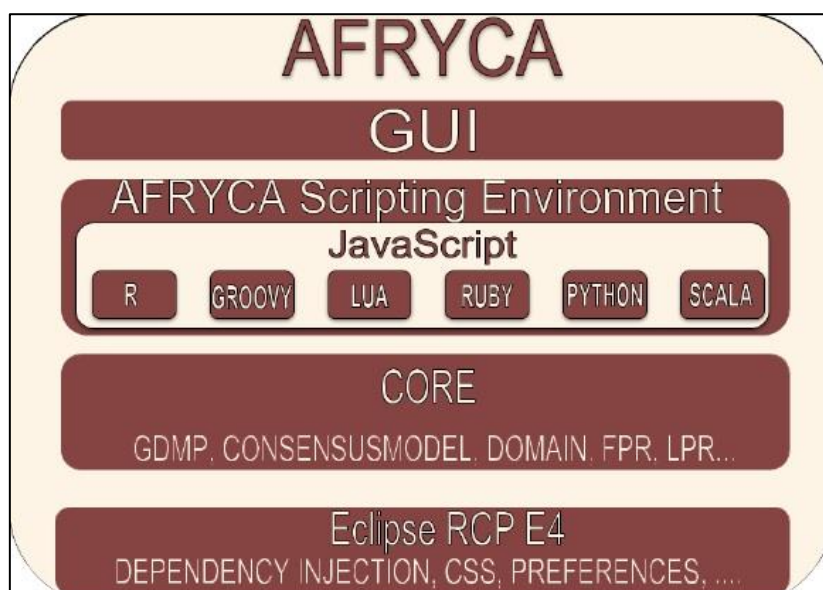 AFRYCA
GUI
AFRYCA Scripting Environment
JavaScript
R GROOVY LUA RUBY PYTHON SCALA
CORE
GDMP, CONSENSUSMODEL, DOMAIN, FPR, LPR...
Eclipse RCP E4
DEPENDENCY INJECTION, CSS, PREFERENCES, ....